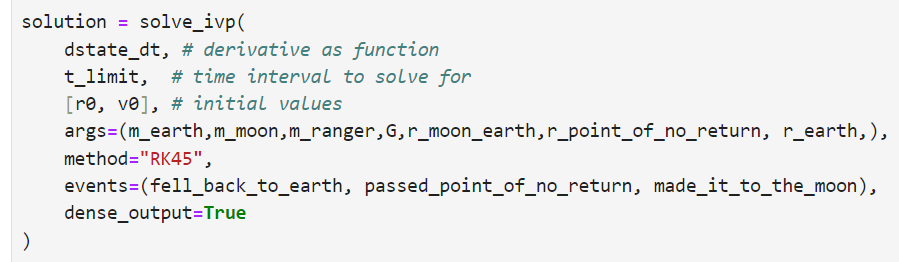 solution = solve_ivp(
    dstate_dt, # derivative as function
    t_limit,  # time interval to solve for
    [r0, v0], # initial values
    args=(m_earth,m_moon,m_ranger,G,r_moon_earth,r_point_of_no_return, r_earth,),
    method="RK45",
    events=(fell_back_to_earth, passed_point_of_no_return, made_it_to_the_moon),
    dense_output=True
)